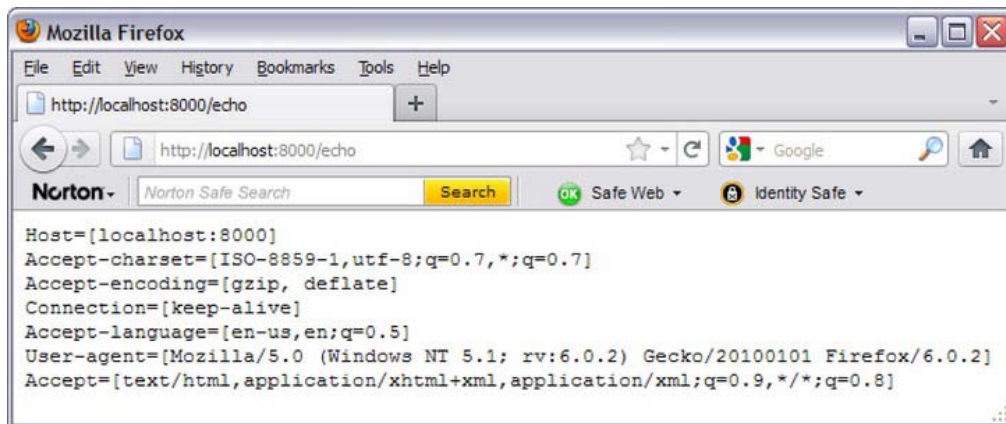 Mozilla Firefox
File Edit View History Bookmarks Tools Help
http://localhost:8000/echo
http://localhost:8000/echo Google
Norton Norton Safe Search Search OK Safe Web Identity Safe
Host=[localhost:8000]
Accept-charset=[ISO-8859-1,utf-8;q=0.7,*;q=0.7]
Accept-encoding=[gzip, deflate]
Connection=[keep-alive]
Accept-language=[en-us,en;q=0.5]
User-agent=[Mozilla/5.0 (Windows NT 5.1; rv:6.0.2) Gecko/20100101 Firefox/6.0.2]
Accept=[text/html,application/xhtml+xml,application/xml;q=0.9,*/*;q=0.8]